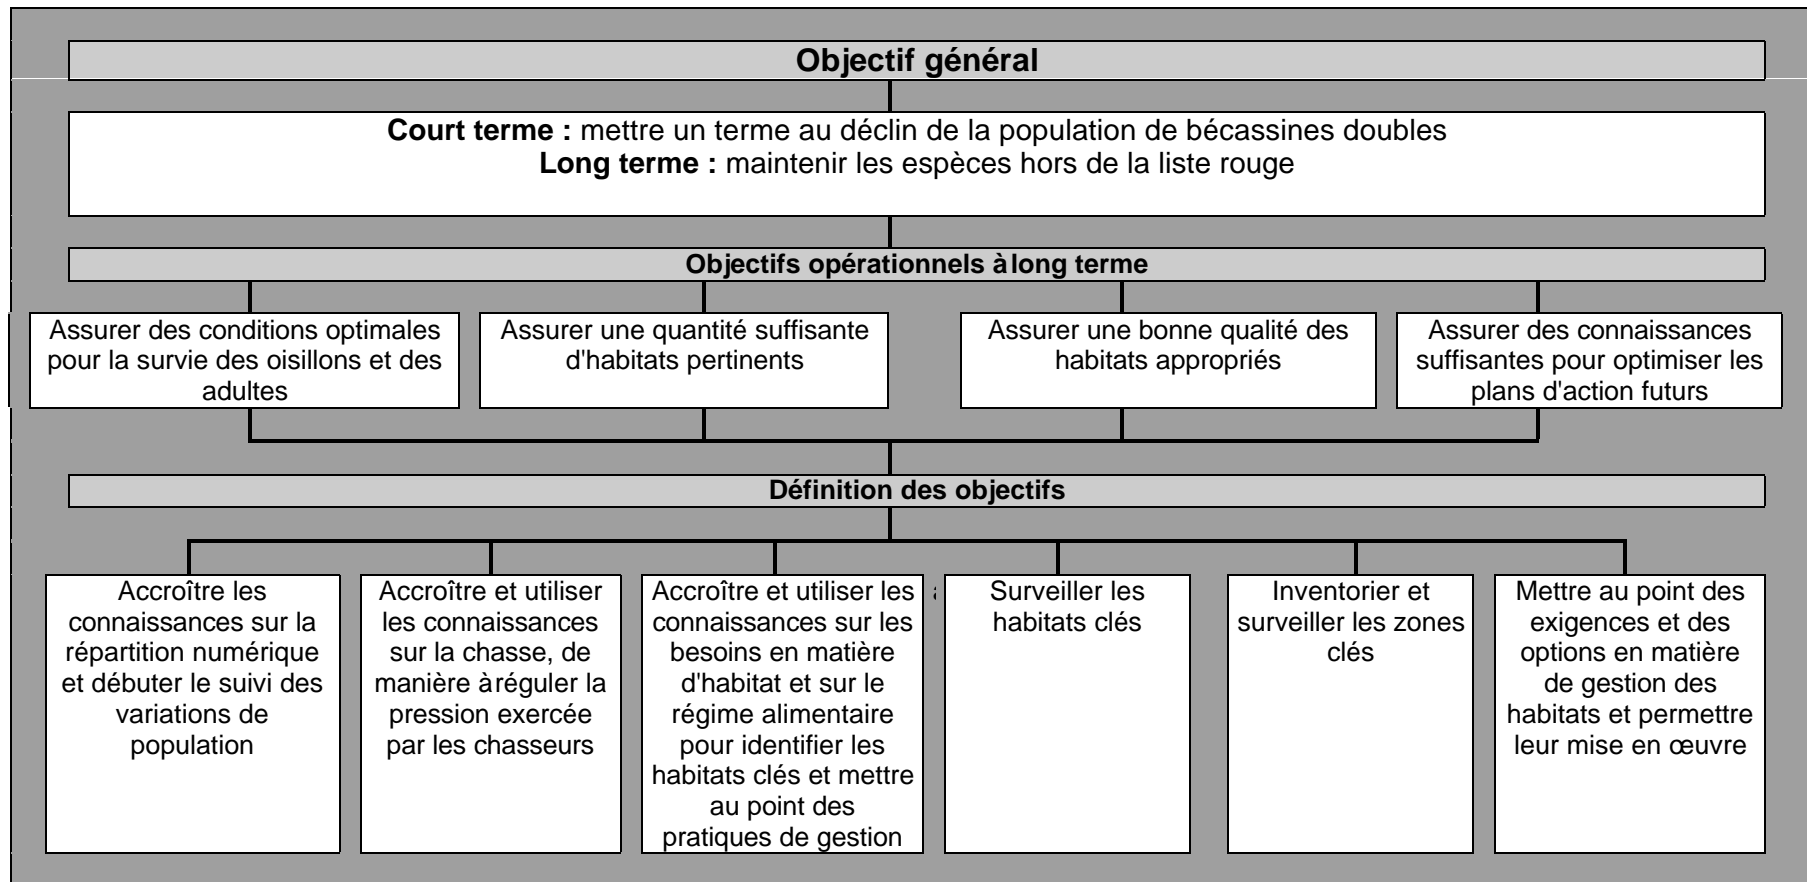 Objectif général
Court terme : mettre un terme au déclin de la population de bécassines doubles
Long terme : maintenir les espèces hors de la liste rouge
Objectifs opérationnels à long terme
Assurer des conditions optimales
pour la survie des oisillons et des
adultes
Assurer une quantité suffisante
d'habitats pertinents
Assurer une bonne qualité des
habitats appropriés
Assurer des connaissances
suffisantes pour optimiser les
plans d'action futurs
Définition des objectifs
Accroître les
connaissances sur la
répartition numérique
et débuter le suivi des
variations de
population
Accroître et utiliser
les connaissances
sur la chasse, de
manière à réguler la
pression exercée
par les chasseurs
Accroître et utiliser les
connaissances sur les
besoins en matière
d'habitat et sur le
régime alimentaire
pour identifier les
habitats clés et mettre
au point des
pratiques de gestion
Surveiller les
habitats clés
Inventorier et
surveiller les zones
clés
Mettre au point des
exigences et des
options en matière
de gestion des
habitats et permettre
leur mise en œuvre